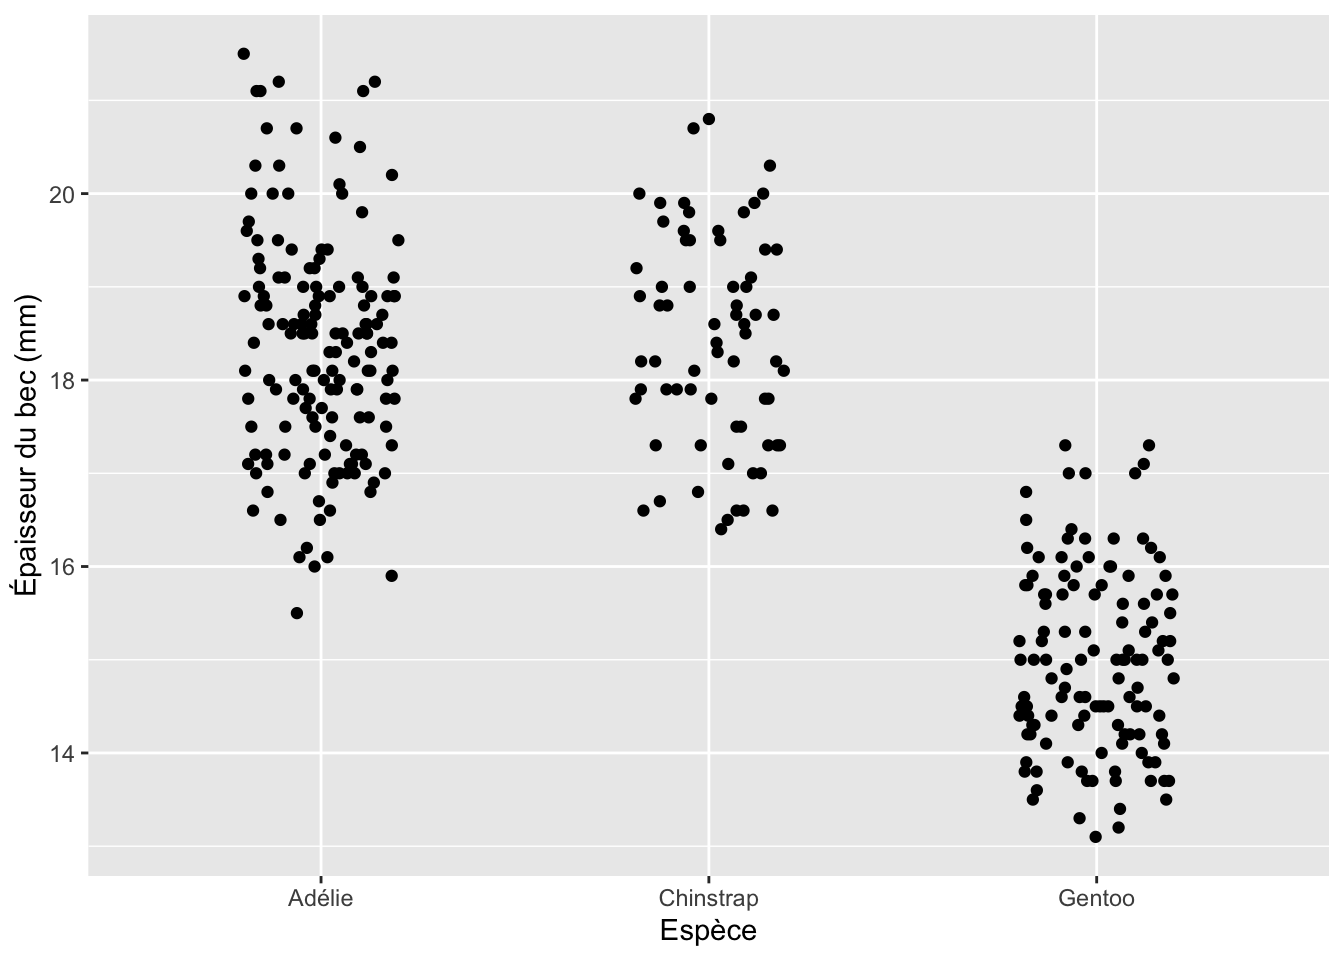 Épaisseur du bec (mm)
20
18
16
14
Adélie
Chinstrap
Gentoo
Espèce